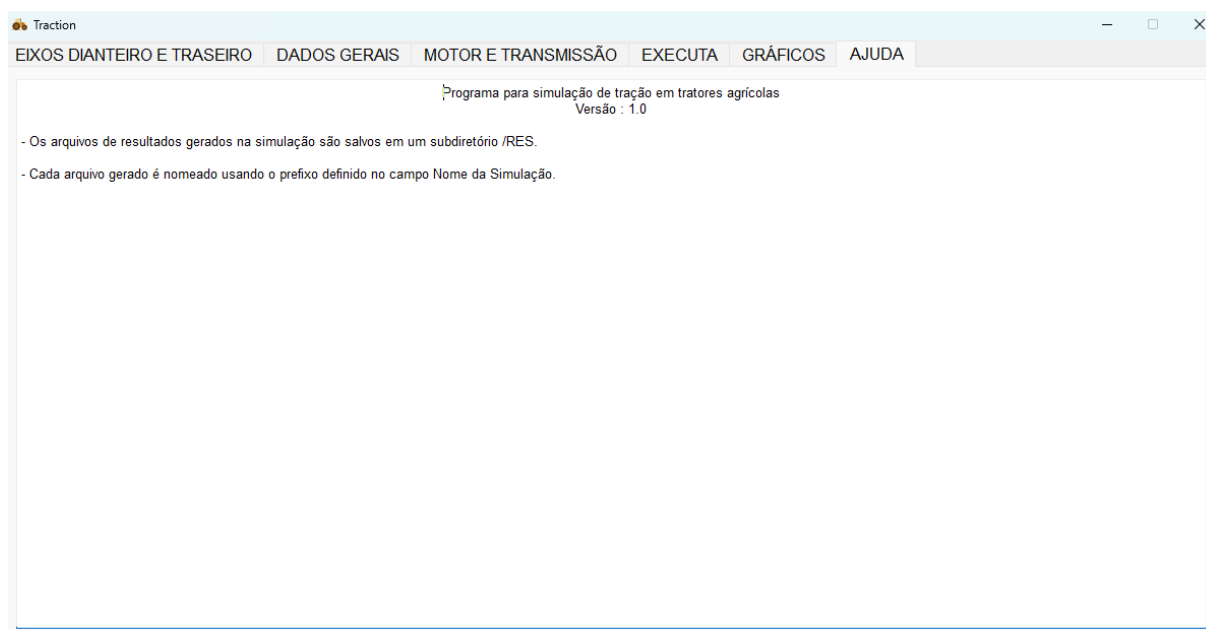 Traction
EIXOS DIANTEIRO E TRASEIRO DADOS GERAIS MOTOR E TRANSMISSÃO EXECUTA GRÁFICOS AJUDA
Programa para simulação de tração em tratores agrícolas
Versão : 1.0
- Os arquivos de resultados gerados na simulação são salvos em um subdiretório /RES.
- Cada arquivo gerado é nomeado usando o prefixo definido no campo Nome da Simulação.